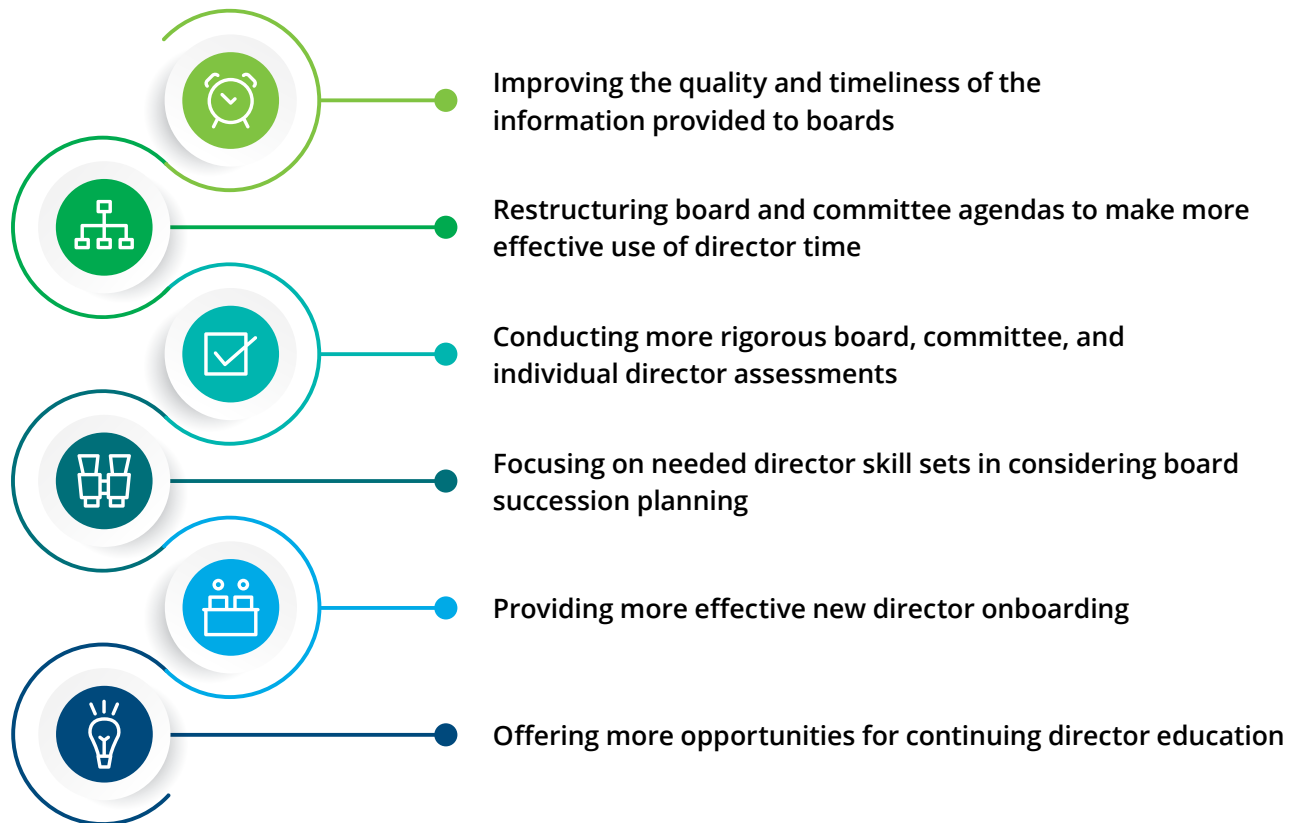 Improving the quality and timeliness of the
information provided to boards
Restructuring board and committee agendas to make more
effective use of director time
Conducting more rigorous board, committee, and
individual director assessments
Focusing on needed director skill sets in considering board
succession planning
Providing more effective new director onboarding
Offering more opportunities for continuing director education